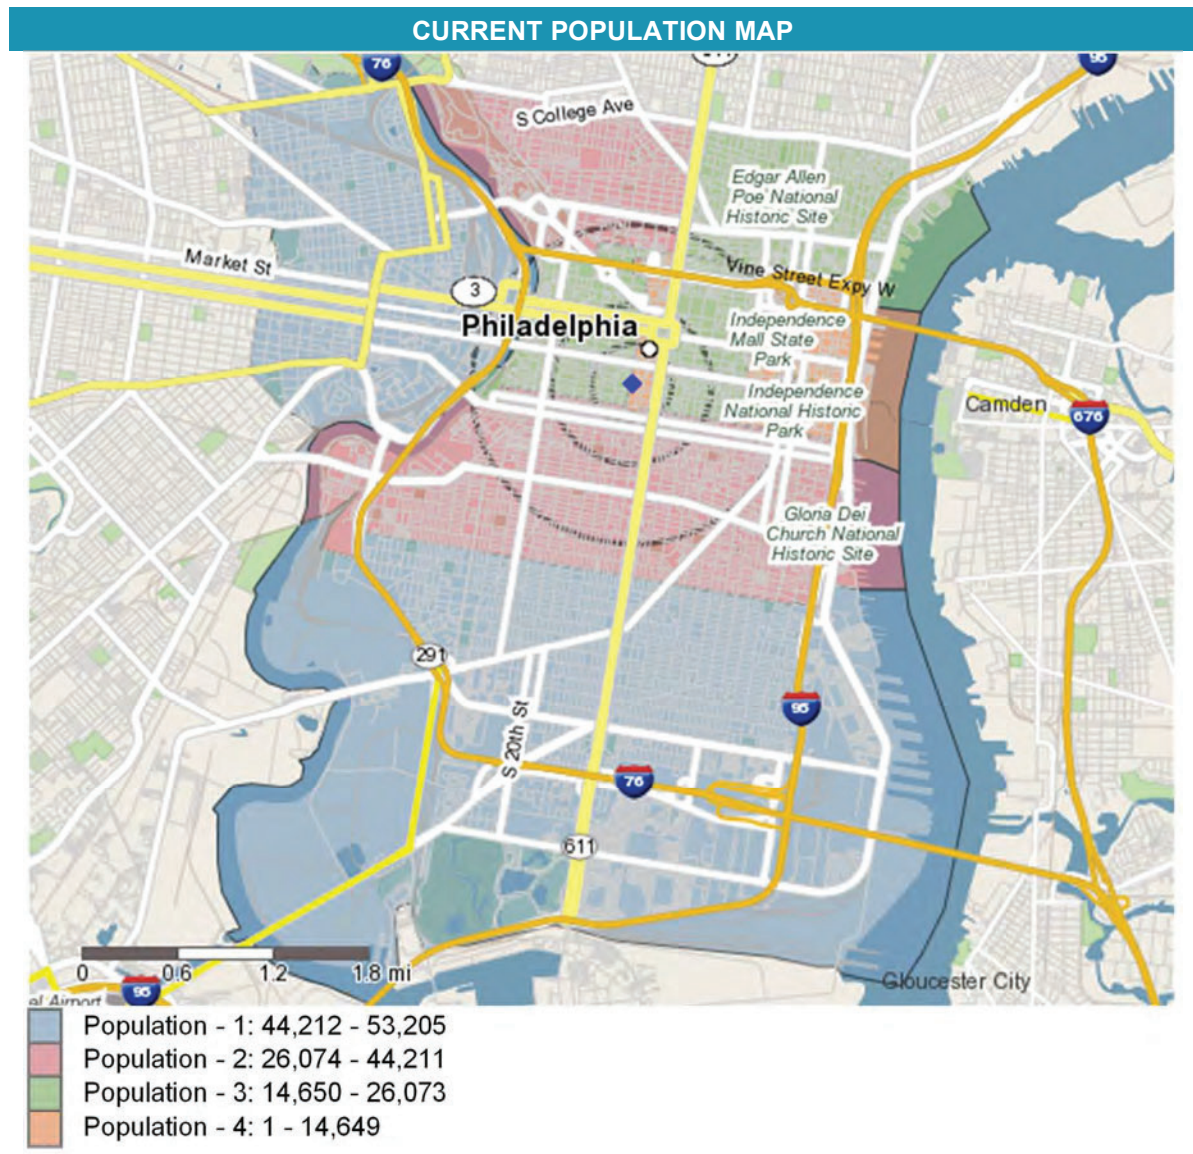 CURRENT POPULATION MAP
76
95
S College Ave
Edgar Allen
Poe National
Historic Site
Market St
Vine Street Expy W
3
Philadelphia
Independence
Mall State
Park
Independence
National Historic
Park
Camden
676
Gloria Dei
Church National
Historic Site
291
95
S 20th St
76
611
0 0.6 1.2 1.8 mi
Gloucester City
95
el Airport
Population - 1: 44,212 - 53,205
Population - 2: 26,074 - 44,211
Population - 3: 14,650 - 26,073
Population - 4: 1 - 14,649